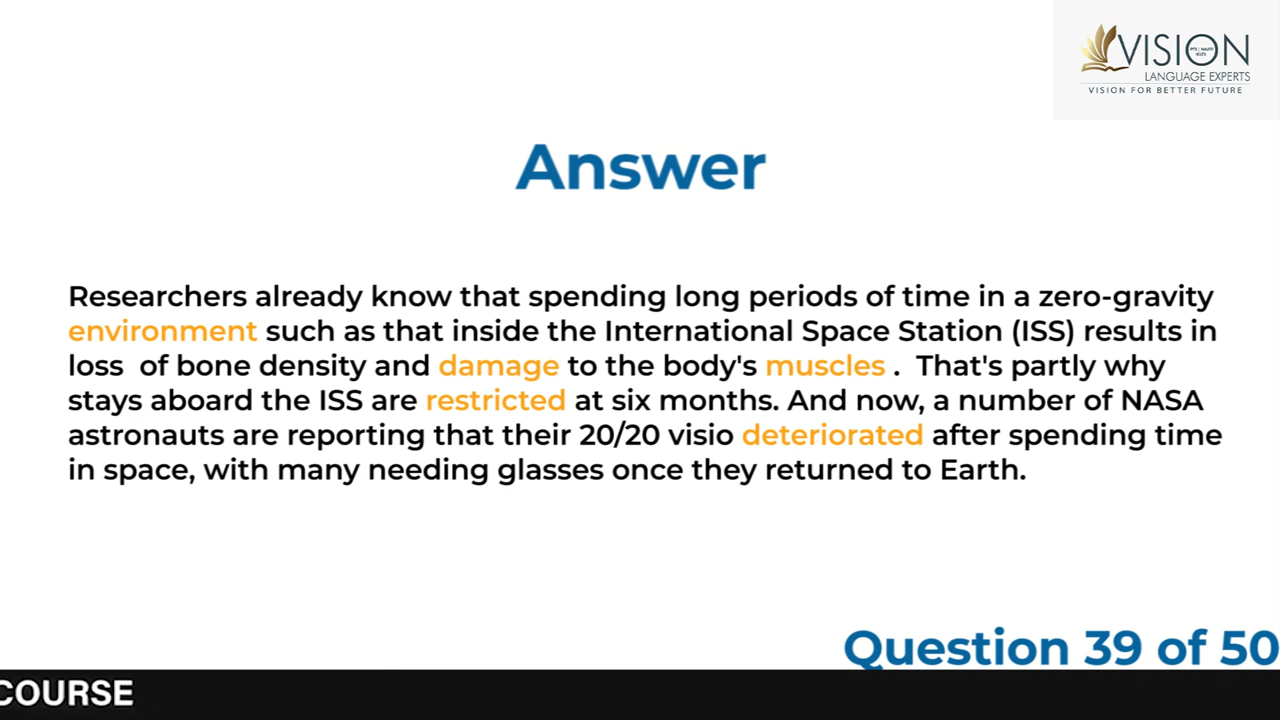 VISION
LANGUAGE EXPERTS
VISION FOR BETTER FUTURE
Answer
Researchers already know that spending long periods of time in a zero-gravity
environment such as that inside the International Space Station (ISS) results in
loss  of bone density and damage to the body's muscles .  That's partly why
stays aboard the ISS are restricted at six months. And now, a number of NASA
astronauts are reporting that their 20/20 visio deteriorated after spending time
in space, with many needing glasses once they returned to Earth.
Question 39 of 50
COURSE